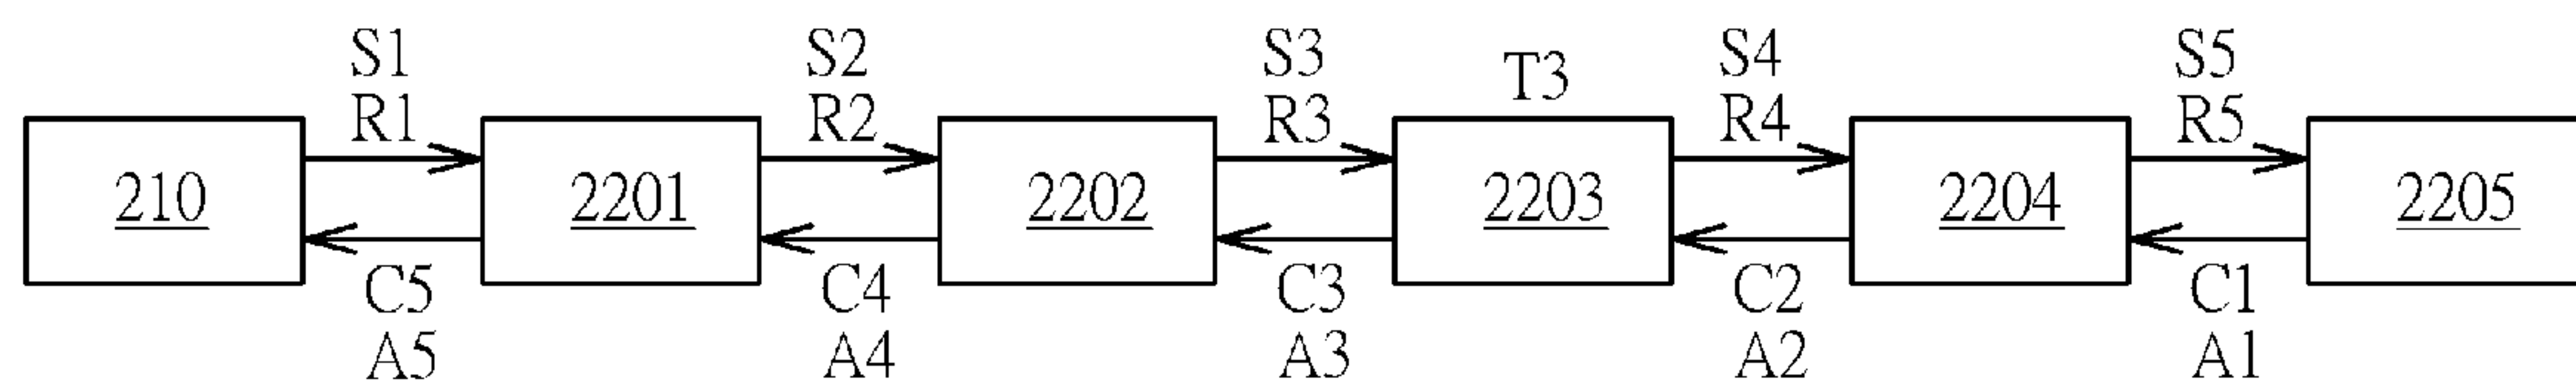 S1 S2 S3 T3 S4 S5
R1 R2 R3 R4 R5
210 2201 2202 2203 2204 2205
C5 C4 C3 C2 C1
A5 A4 A3 A2 A1